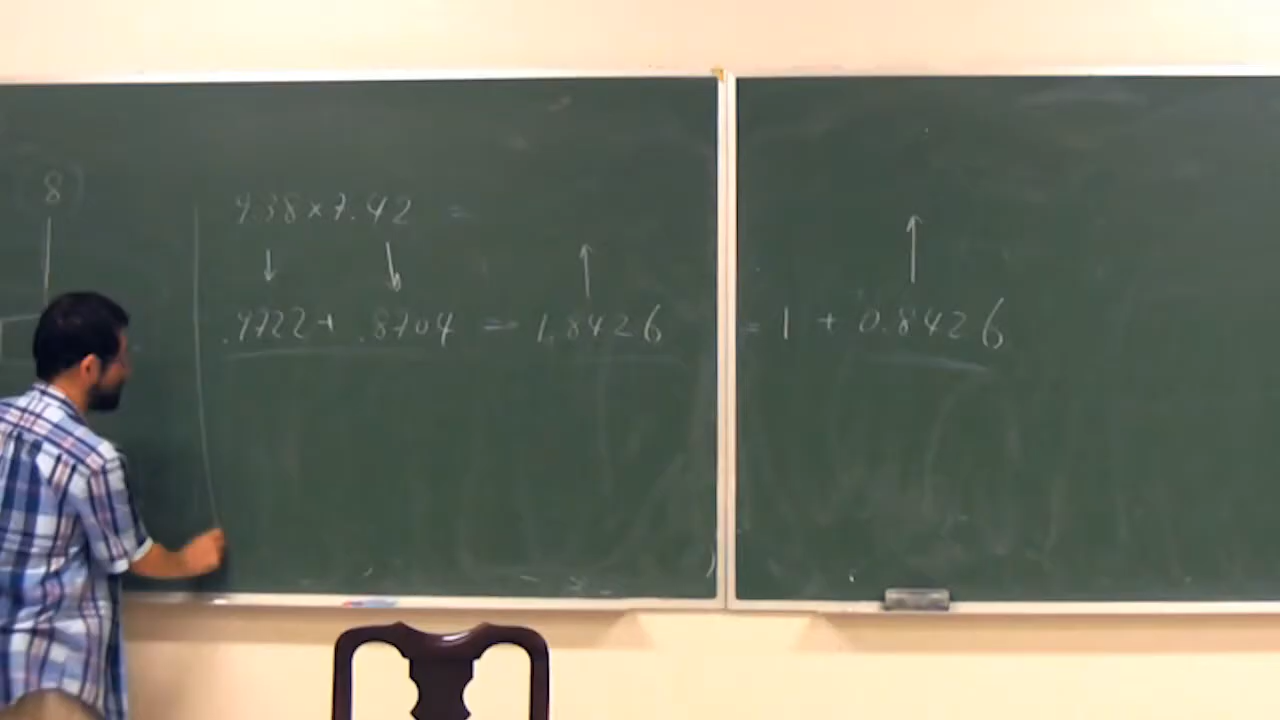 8
9.38 × 7.42 =
.9722 + .8704 = 1.8426 = 1 + 0.8426